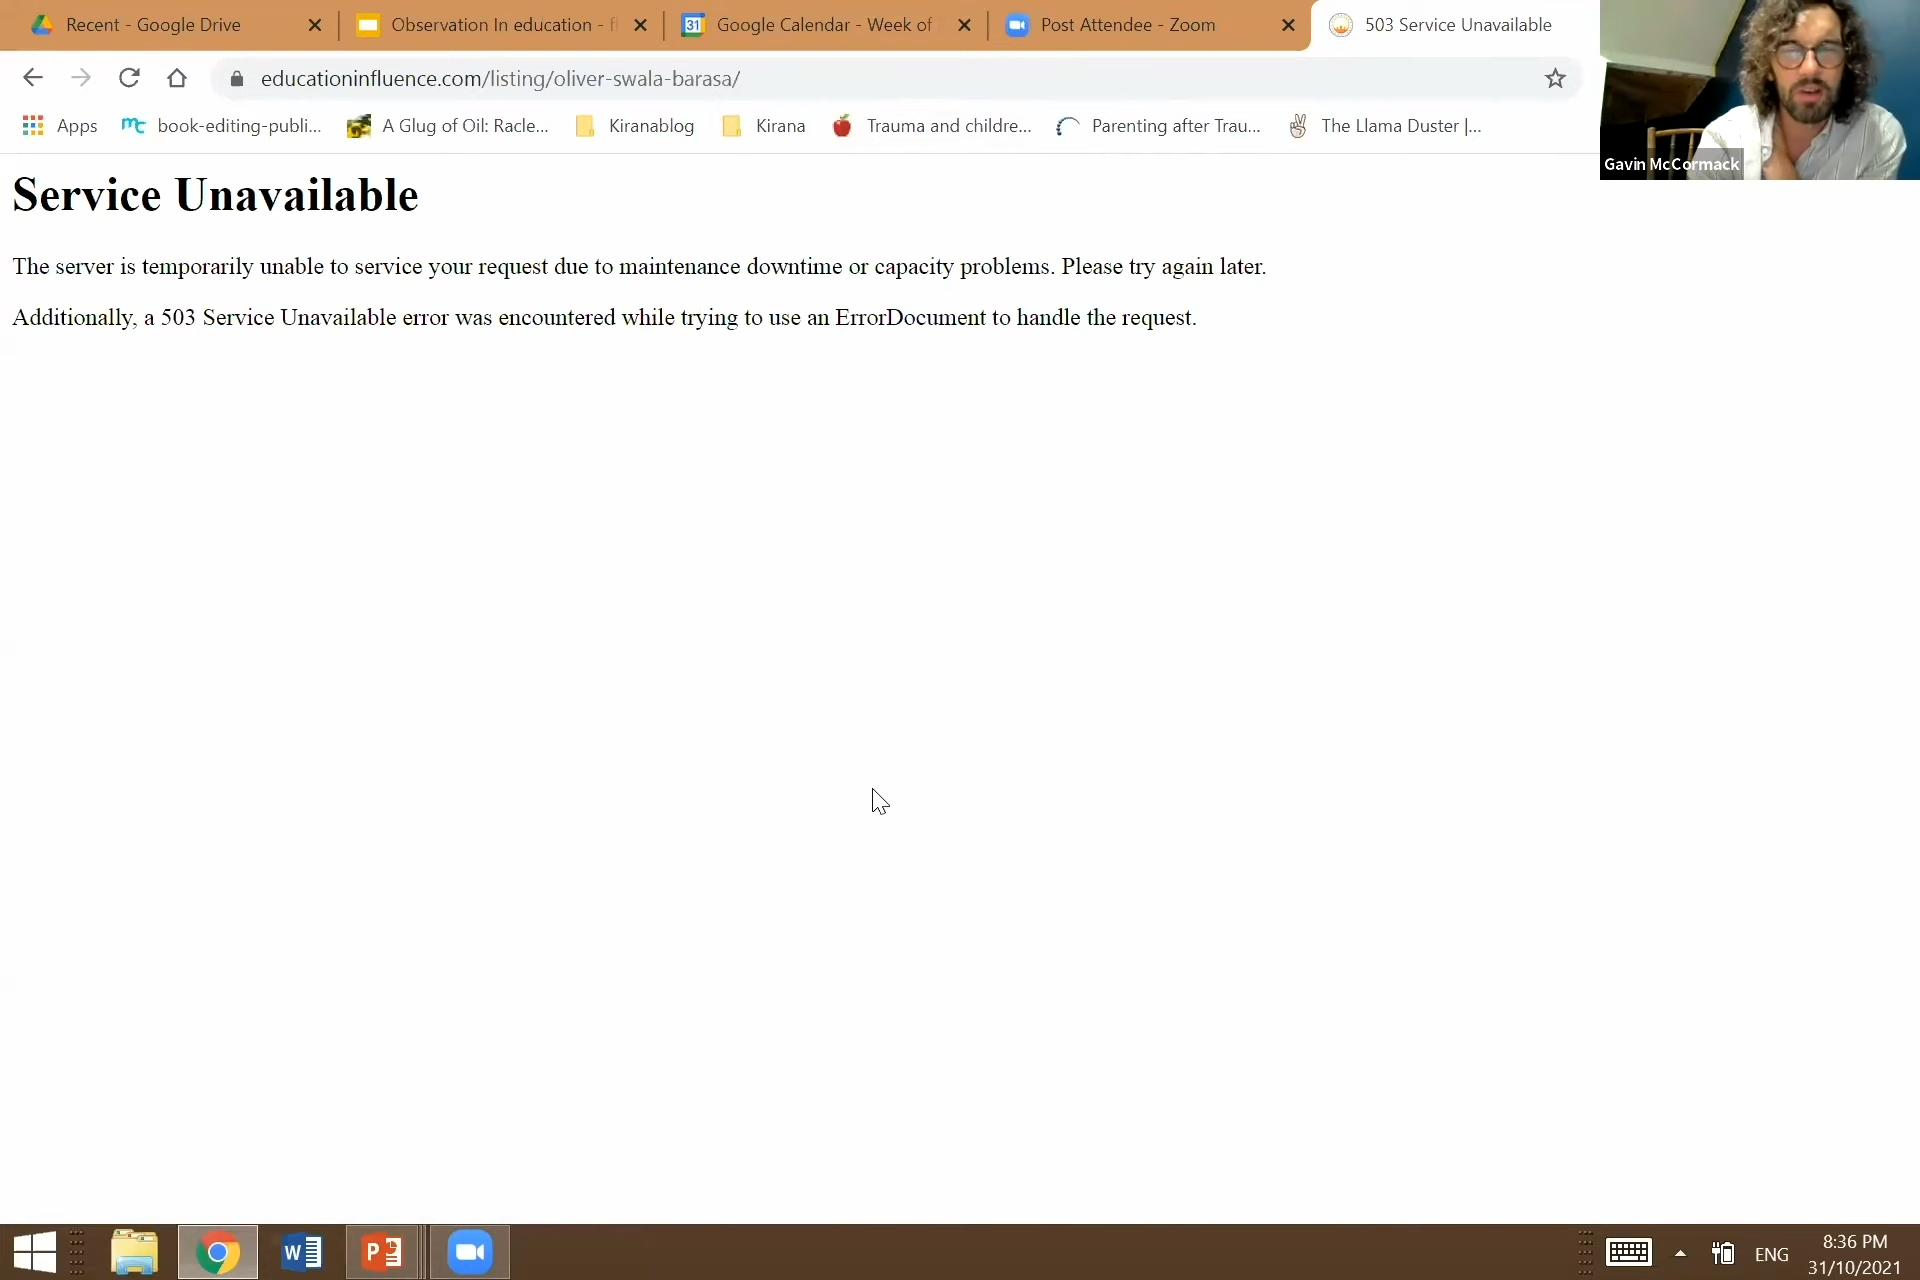 Recent - Google Drive
Observation In education - f
Google Calendar - Week of
Post Attendee - Zoom
503 Service Unavailable
educationinfluence.com/listing/oliver-swala-barasa/
Apps
book-editing-publi...
A Glug of Oil: Racle...
Kiranablog
Kirana
Trauma and childre...
Parenting after Trau...
The Llama Duster |...
Gavin McCormack
Service Unavailable
The server is temporarily unable to service your request due to maintenance downtime or capacity problems. Please try again later.
Additionally, a 503 Service Unavailable error was encountered while trying to use an ErrorDocument to handle the request.
ENG
8:36 PM
31/10/2021